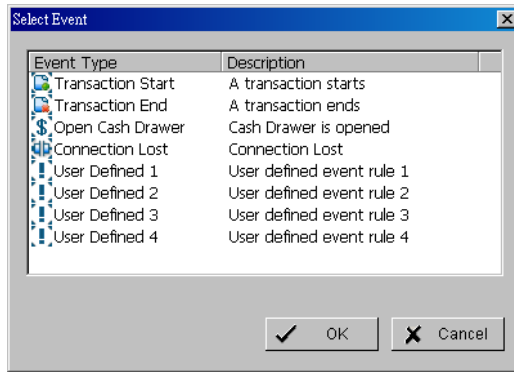 Select Event
Event Type Description
Transaction Start A transaction starts
Transaction End A transaction ends
Open Cash Drawer Cash Drawer is opened
Connection Lost Connection Lost
User Defined 1 User defined event rule 1
User Defined 2 User defined event rule 2
User Defined 3 User defined event rule 3
User Defined 4 User defined event rule 4
OK Cancel